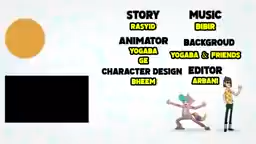 STORY
RASYID
ANIMATOR
YOGABA
GE
CHARACTER DESIGN
BHEEM
MUSIC
BIBIR
BACKGROUD
YOGABA & FRIENDS
EDITOR
ARBANI